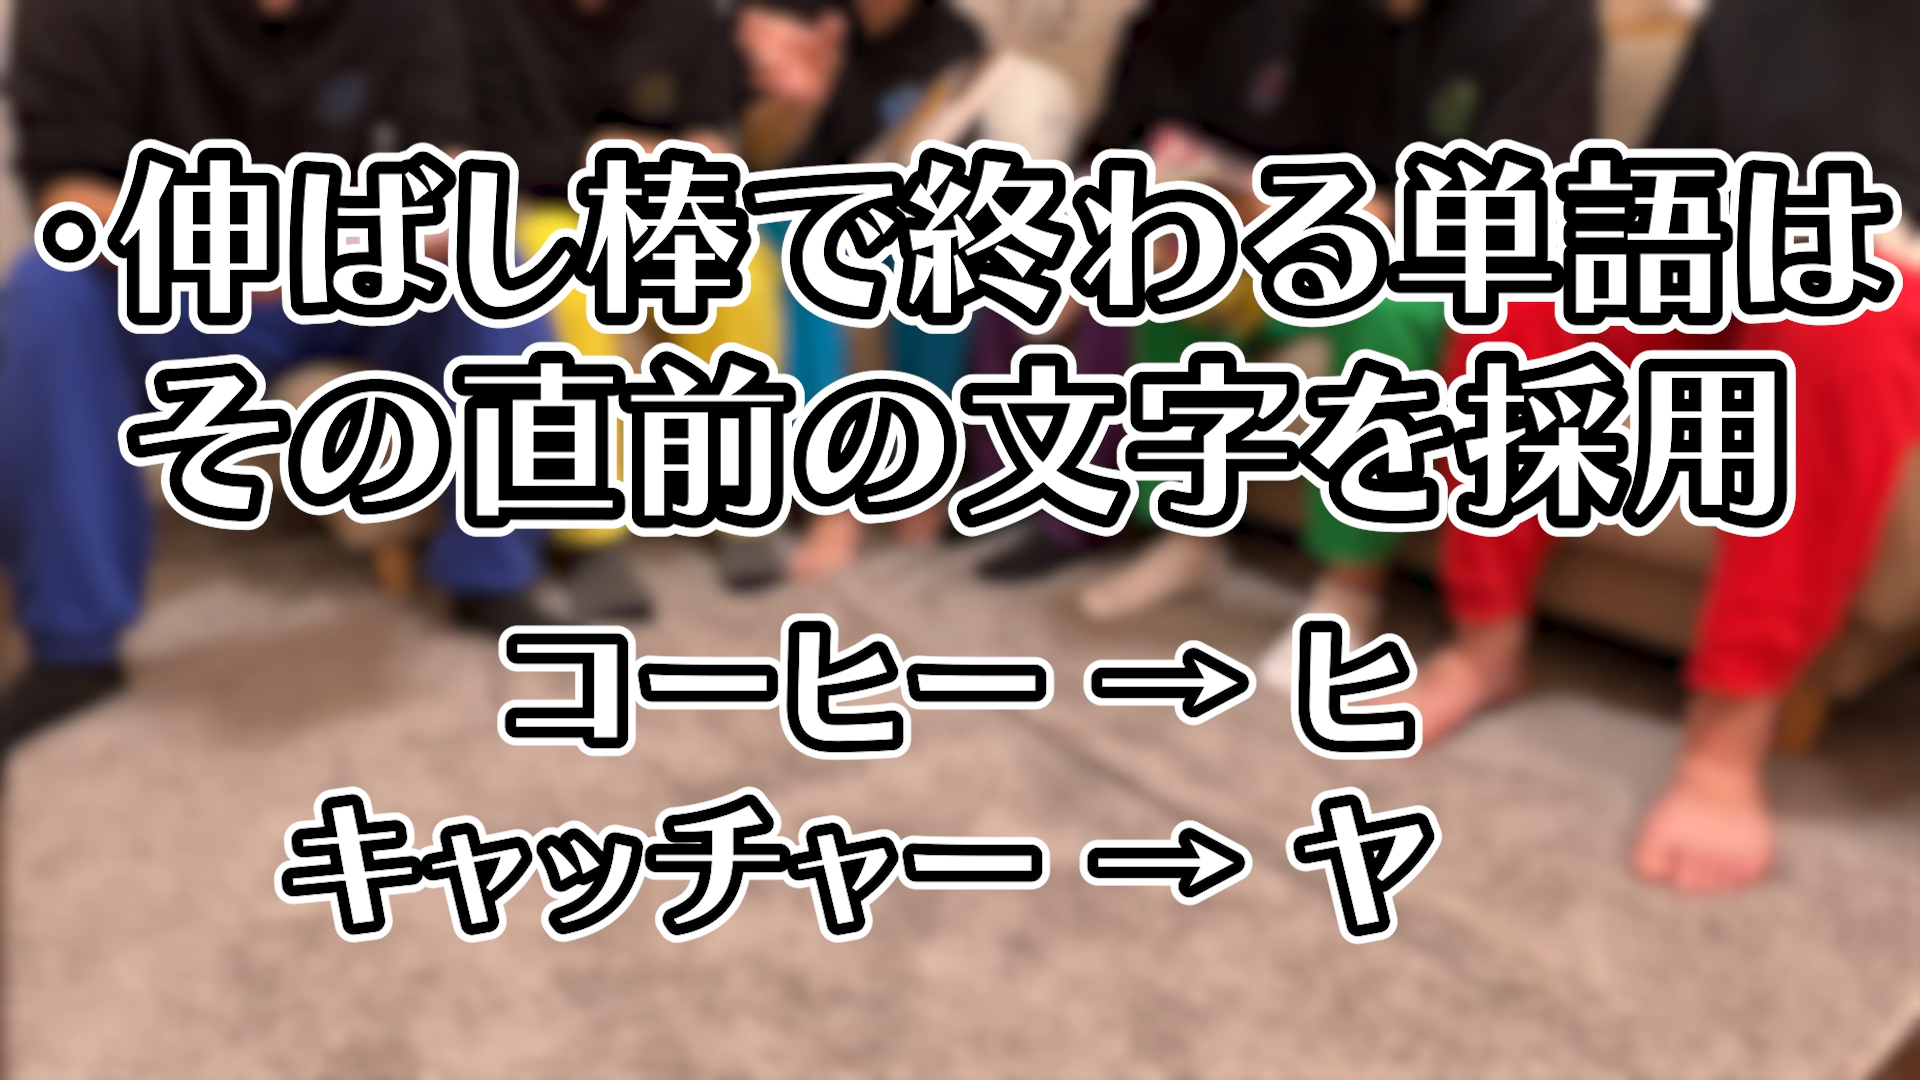 ・伸ばし棒で終わる単語は
その直前の文字を採用
コーヒー → ヒ
キャッチャー → ヤ